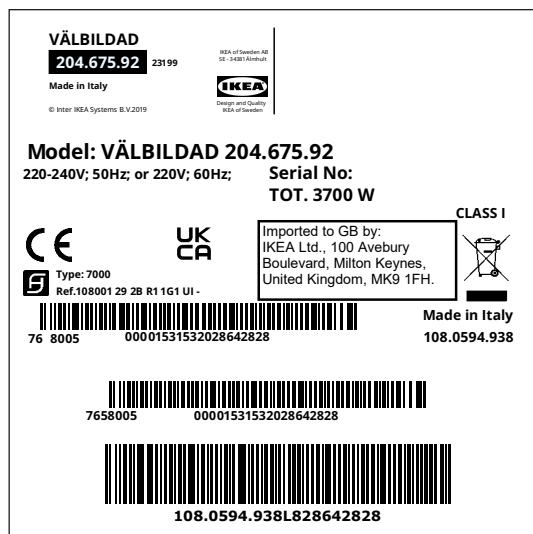 VÄLBILDAD
204.675.92 23199
Made in Italy
© Inter IKEA Systems B.V.2019
IKEA of Sweden AB
SE - 34381 Älmhult
IKEA
Design and Quality
IKEA of Sweden
Model: VÄLBILDAD 204.675.92
220-240V; 50Hz; or 220V; 60Hz;
Serial No:
TOT. 3700 W
CLASS I
CE
UK
CA
Imported to GB by:
IKEA Ltd., 100 Avebury
Boulevard, Milton Keynes,
United Kingdom, MK9 1FH.
Type: 7000
Ref.108001 29 2B R1 1G1 UI -
Made in Italy
108.0594.938
76 8005 00001531532028642828
7658005 00001531532028642828
108.0594.938L828642828